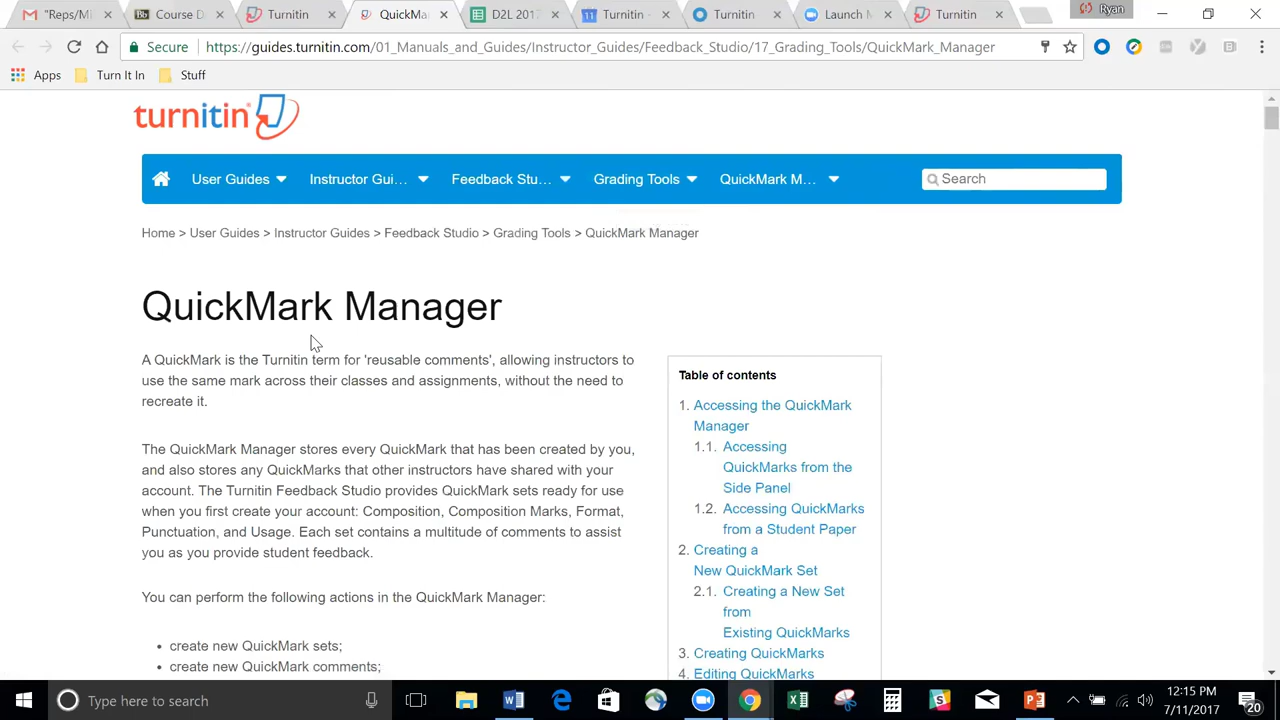 "Reps/MI
Course D
Turnitin
QuickMa
D2L 2017
Turnitin -
Turnitin
Launch M
Turnitin
Ryan
Secure
https://guides.turnitin.com/01_Manuals_and_Guides/Instructor_Guides/Feedback_Studio/17_Grading_Tools/QuickMark_Manager
Apps
Turn It In
Stuff
turnitin
User Guides
Instructor Gui...
Feedback Stu...
Grading Tools
QuickMark M...
Search
Home > User Guides > Instructor Guides > Feedback Studio > Grading Tools > QuickMark Manager
QuickMark Manager
A QuickMark is the Turnitin term for 'reusable comments', allowing instructors to
use the same mark across their classes and assignments, without the need to
recreate it.
The QuickMark Manager stores every QuickMark that has been created by you,
and also stores any QuickMarks that other instructors have shared with your
account. The Turnitin Feedback Studio provides QuickMark sets ready for use
when you first create your account: Composition, Composition Marks, Format,
Punctuation, and Usage. Each set contains a multitude of comments to assist
you as you provide student feedback.
You can perform the following actions in the QuickMark Manager:
• create new QuickMark sets;
• create new QuickMark comments;
Table of contents
1. Accessing the QuickMark
Manager
1.1. Accessing
QuickMarks from the
Side Panel
1.2. Accessing QuickMarks
from a Student Paper
2. Creating a
New QuickMark Set
2.1. Creating a New Set
from
Existing QuickMarks
3. Creating QuickMarks
4. Editing QuickMarks
Type here to search
12:15 PM
7/11/2017
20